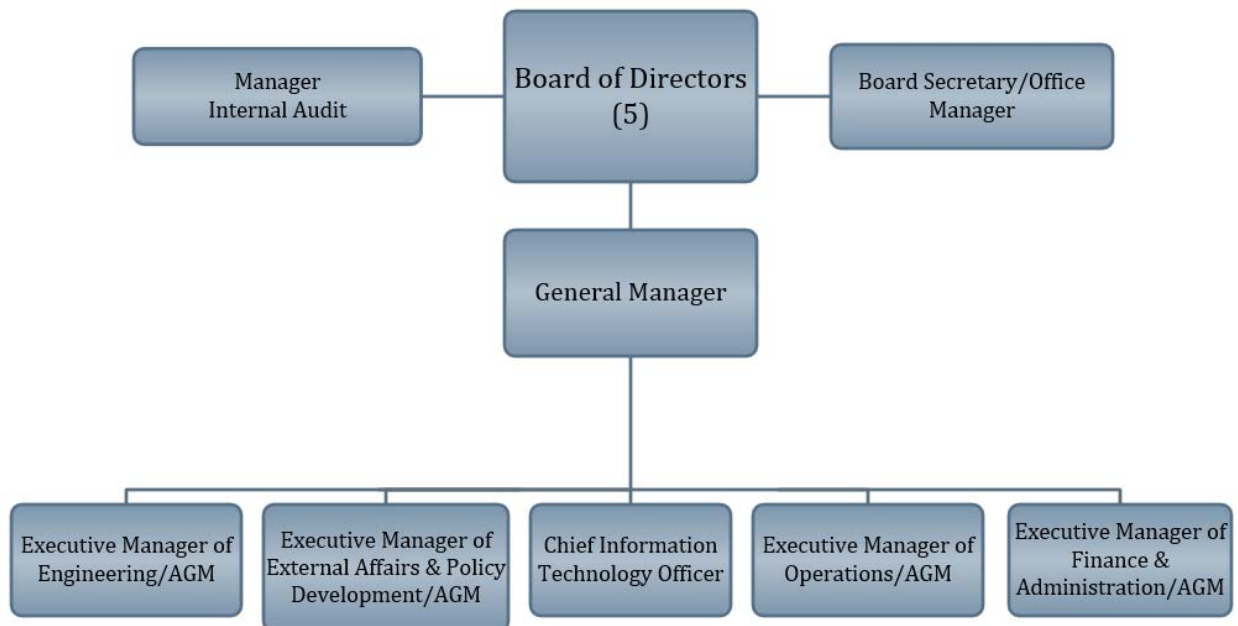 Manager
Internal Audit
Board of Directors
(5)
Board Secretary/Office
Manager
General Manager
Executive Manager of
Engineering/AGM
Executive Manager of
External Affairs & Policy
Development/AGM
Chief Information
Technology Officer
Executive Manager of
Operations/AGM
Executive Manager of
Finance &
Administration/AGM